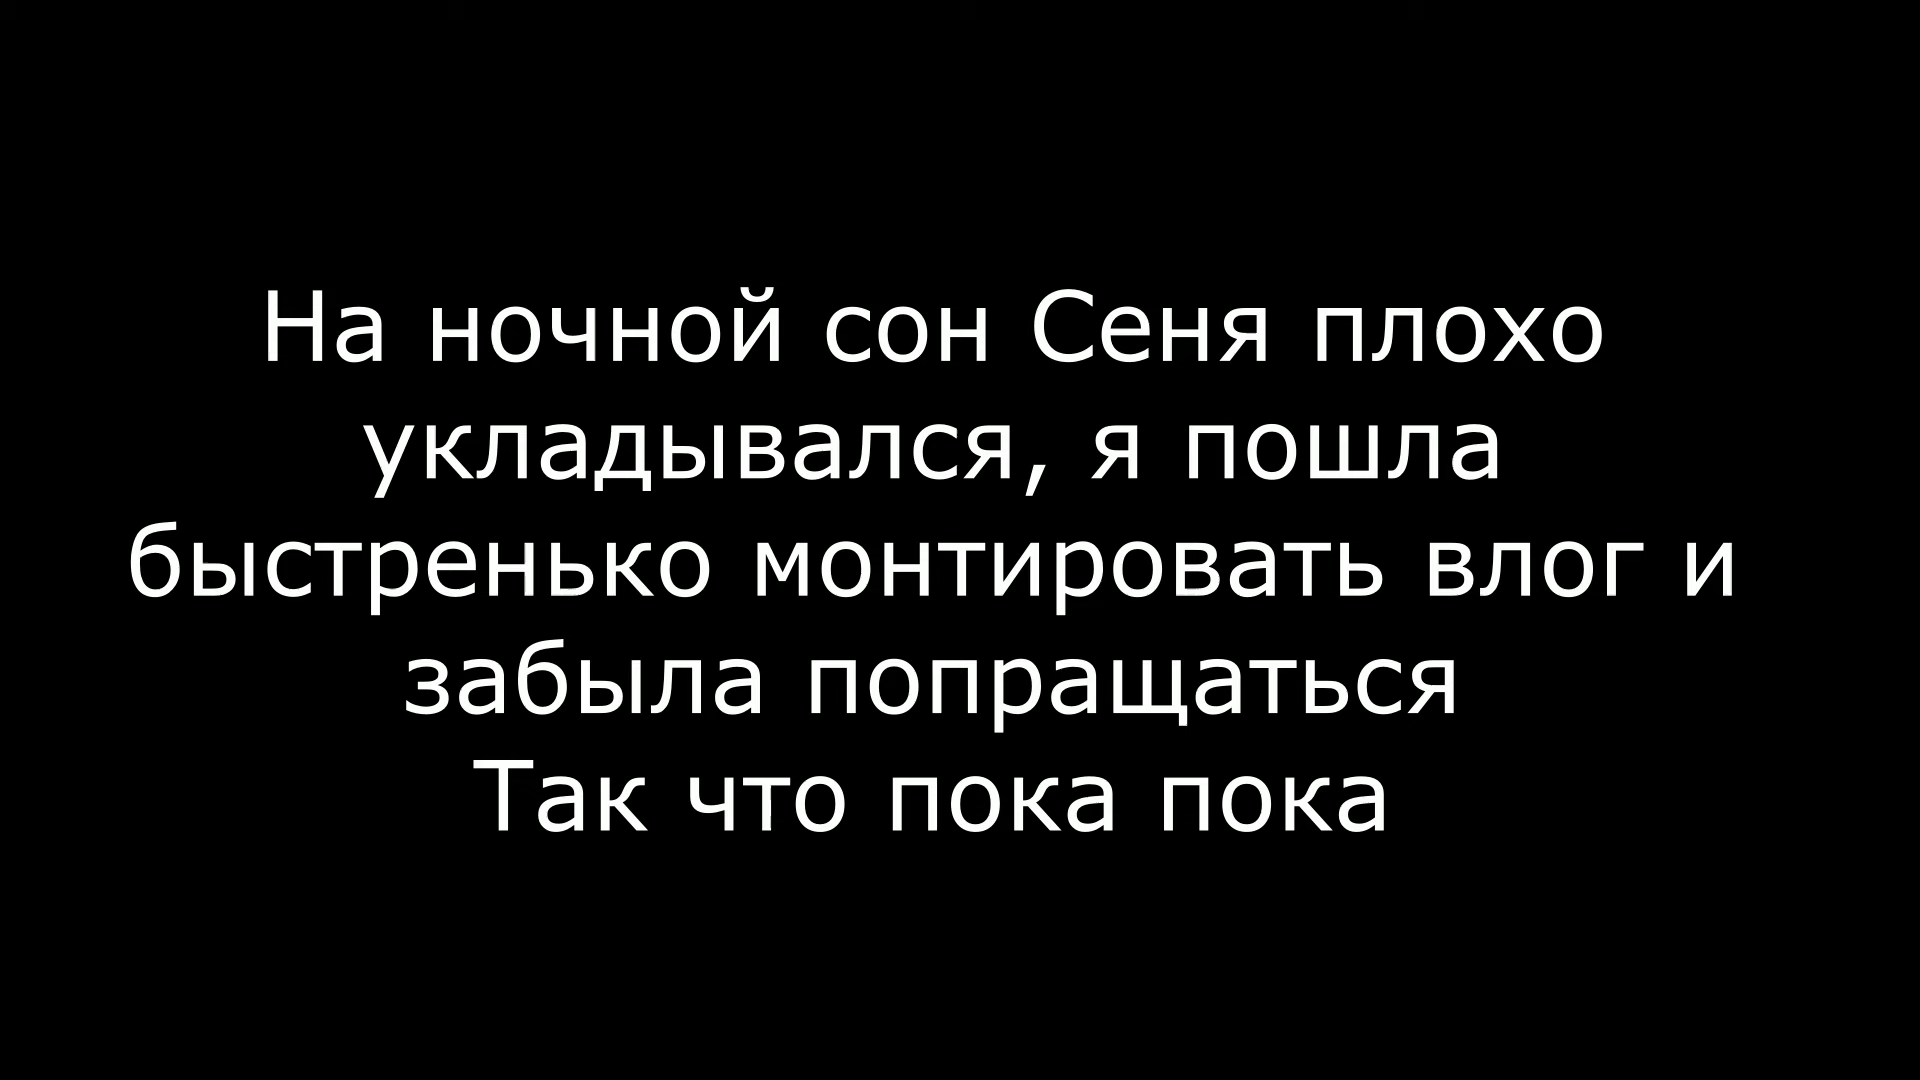 На ночной сон Сеня плохо
укладывался, я пошла
быстренько монтировать влог и
забыла попращаться
Так что пока пока